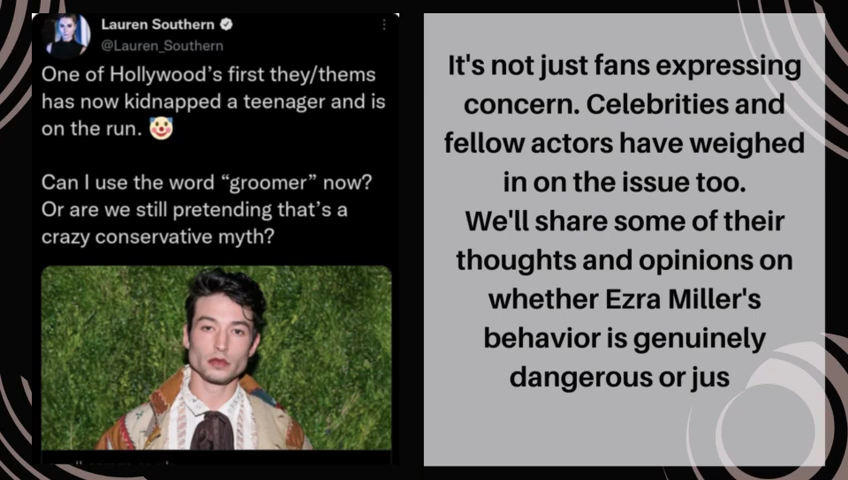 Lauren Southern
@Lauren_Southern
One of Hollywood's first they/thems
has now kidnapped a teenager and is
on the run. 🤡
Can I use the word “groomer” now?
Or are we still pretending that's a
crazy conservative myth?
It's not just fans expressing
concern. Celebrities and
fellow actors have weighed
in on the issue too.
We'll share some of their
thoughts and opinions on
whether Ezra Miller's
behavior is genuinely
dangerous or jus